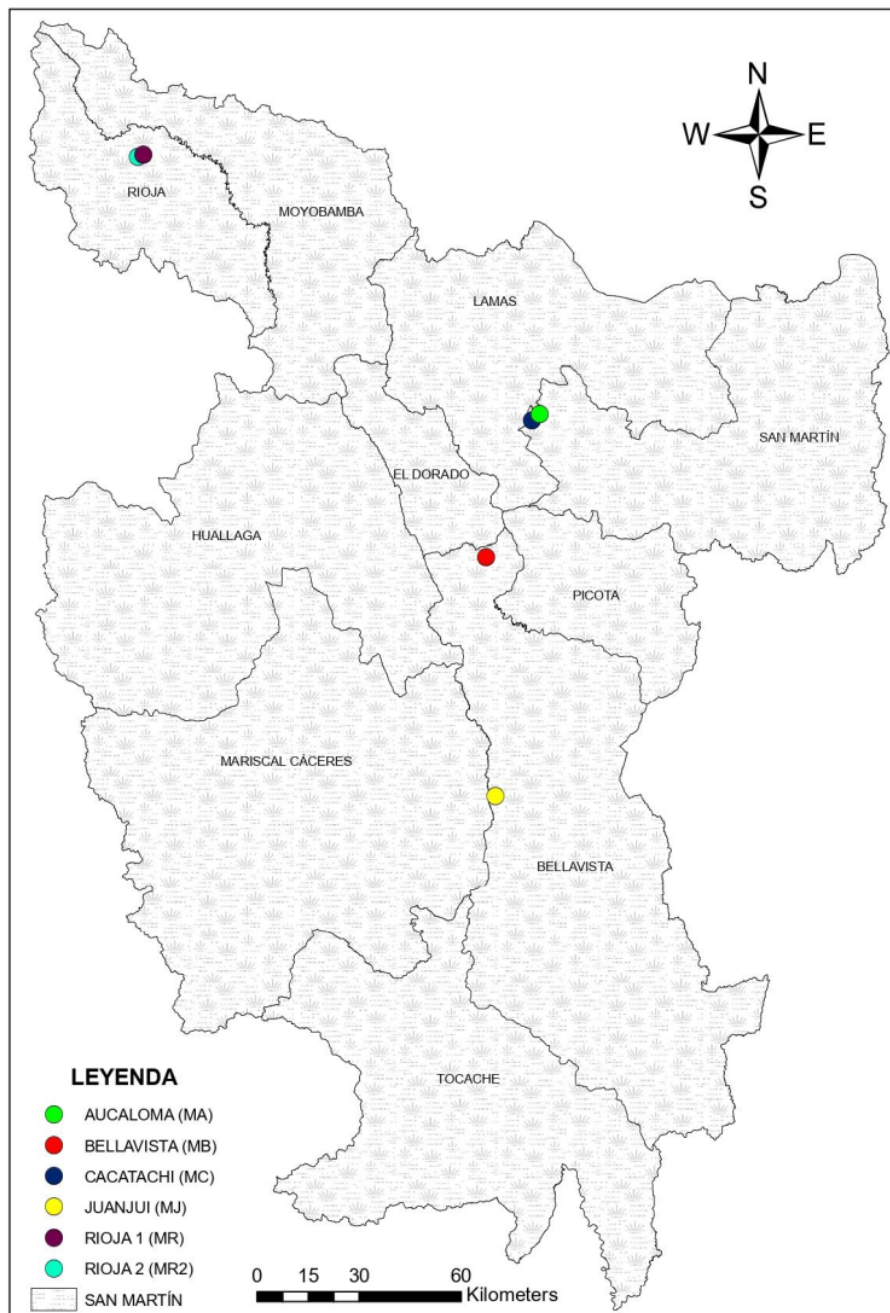 N
W E
S
RIOJA
MOYOBAMBA
LAMAS
SAN MARTÍN
EL DORADO
HUALLAGA
PICOTA
MARISCAL CÁCERES
BELLAVISTA
TOCACHE
LEYENDA
AUCALOMA (MA)
BELLAVISTA (MB)
CACATACHI (MC)
JUANJUI (MJ)
RIOJA 1 (MR)
RIOJA 2 (MR2)
SAN MARTÍN
0 15 30 60
Kilometers